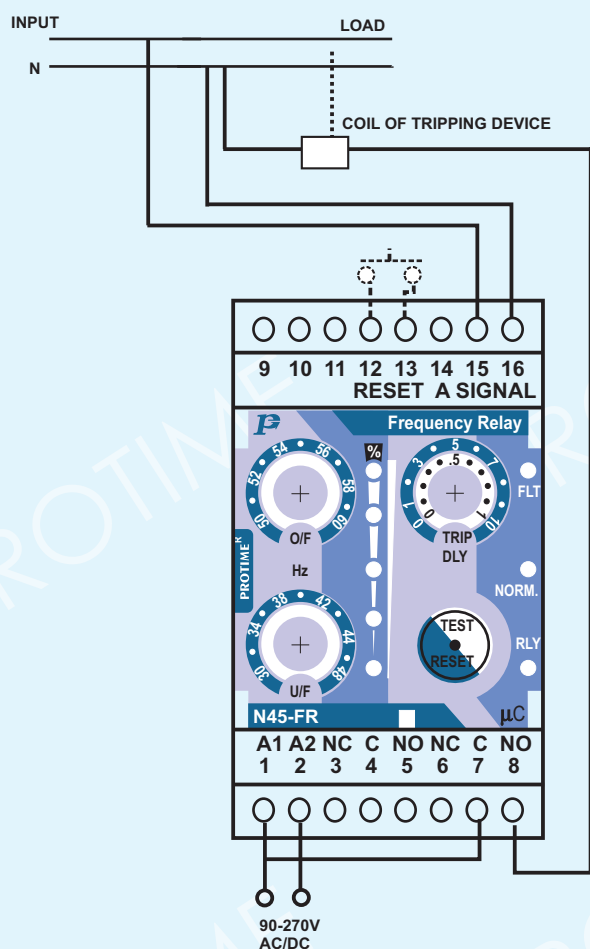 INPUT
LOAD
N
COIL OF TRIPPING DEVICE
9 10 11 12 13 14 15 16
RESET A SIGNAL
Frequency Relay
50 52 54 56 58 60
O/F
%
0 1 3 5 7 10
0 .5 1
TRIP
DLY
FLT
PROTIME R
Hz
NORM.
30 34 38 42 44 48
U/F
TEST
RESET
RLY
N45-FR
µC
A1 A2 NC C NO NC C NO
1 2 3 4 5 6 7 8
90-270V
AC/DC
PROTIME